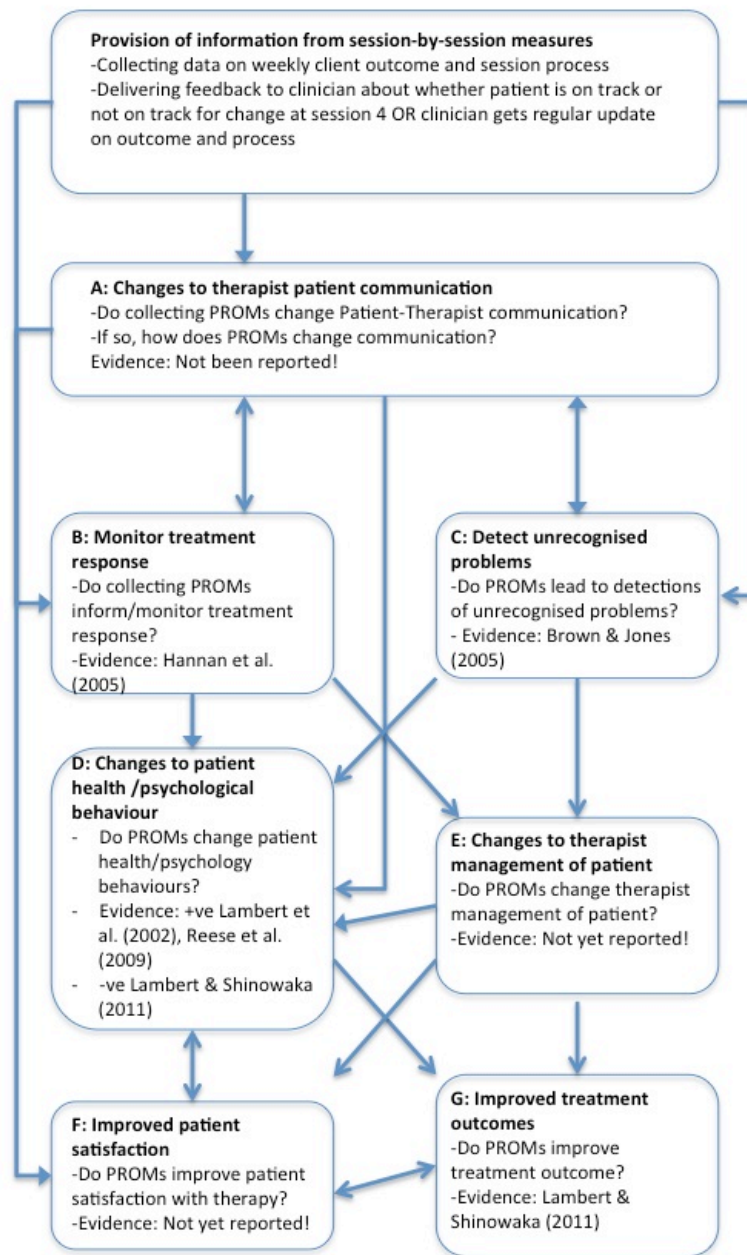 Provision of information from session-by-session measures
-Collecting data on weekly client outcome and session process
-Delivering feedback to clinician about whether patient is on track or
not on track for change at session 4 OR clinician gets regular update
on outcome and process
A: Changes to therapist patient communication
-Do collecting PROMs change Patient-Therapist communication?
-If so, how does PROMs change communication?
Evidence: Not been reported!
B: Monitor treatment
response
-Do collecting PROMs
inform/monitor treatment
response?
-Evidence: Hannan et al.
(2005)
C: Detect unrecognised
problems
-Do PROMs lead to detections
of unrecognised problems?
- Evidence: Brown & Jones
(2005)
D: Changes to patient
health /psychological
behaviour
- Do PROMs change patient
health/psychology
behaviours?
- Evidence: +ve Lambert et
al. (2002), Reese et al.
(2009)
- -ve Lambert & Shinowaka
(2011)
E: Changes to therapist
management of patient
-Do PROMs change therapist
management of patient?
-Evidence: Not yet reported!
F: Improved patient
satisfaction
-Do PROMs improve patient
satisfaction with therapy?
-Evidence: Not yet reported!
G: Improved treatment
outcomes
-Do PROMs improve
treatment outcome?
-Evidence: Lambert &
Shinowaka (2011)